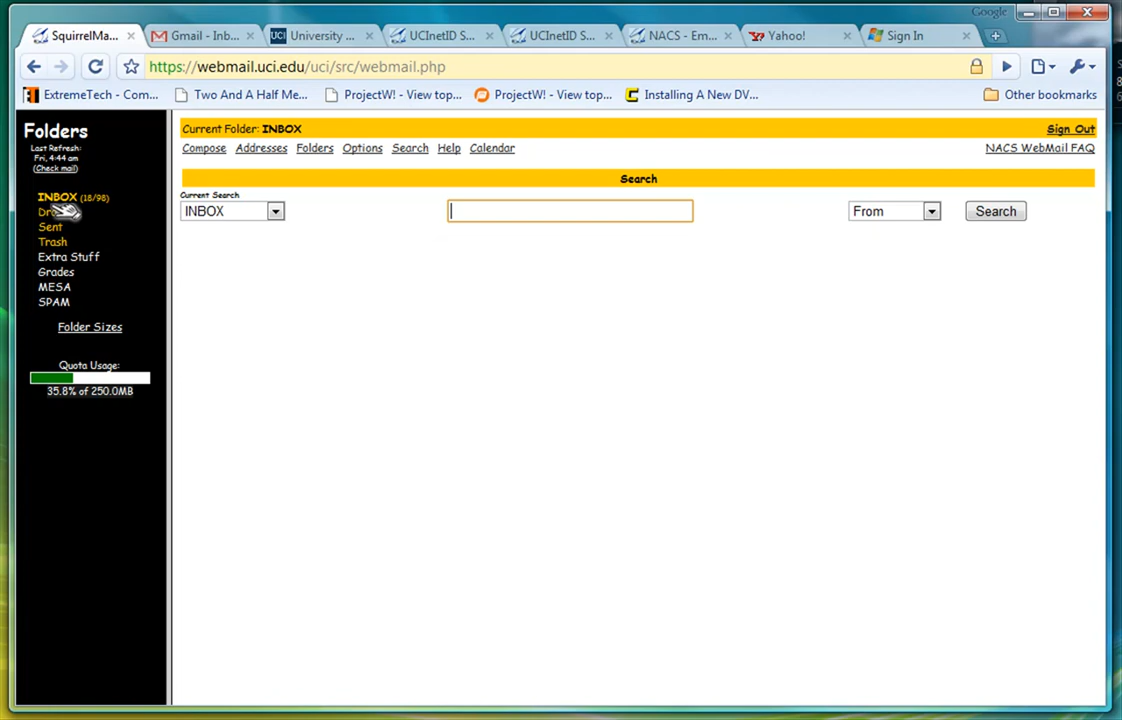 Google
SquirrelMa...
Gmail - Inb...
UCI University ...
UCInetID S...
UCInetID S...
NACS - Em...
Yahoo!
Sign In
https://webmail.uci.edu/uci/src/webmail.php
ExtremeTech - Com...
Two And A Half Me...
ProjectW! - View top...
ProjectW! - View top...
Installing A New DV...
Other bookmarks
Folders
Last Refresh:
Fri, 4:44 am
(Check mail)
INBOX (18/98)
Sent
Trash
Extra Stuff
Grades
MESA
SPAM
Folder Sizes
Quota Usage:
35.8% of 250.0MB
Current Folder: INBOX
Sign Out
Compose Addresses Folders Options Search Help Calendar
NACS WebMail FAQ
Search
Current Search
INBOX
From
Search